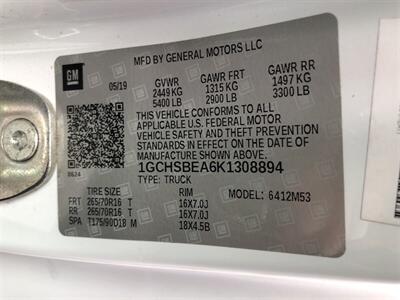 MFD BY GENERAL MOTORS LLC
GM
05/19
GVWR GAWR FRT GAWR RR
2449 KG 1315 KG 1497 KG
5400 LB 2900 LB 3300 LB
THIS VEHICLE CONFORMS TO ALL
APPLICABLE U.S. FEDERAL MOTOR
VEHICLE SAFETY AND THEFT PREVENTION
STANDARDS IN EFFECT ON THE DATE OF
MANUFACTURE SHOWN ABOVE.
1GCHSBEA6K1308894
8624
TYPE: TRUCK
TIRE SIZE RIM 6412M53
FRT 265/70R16 T 16X7.0J
RR 265/70R16 T 16X7.0J
SPA T175/90D18 M 18X4.5B